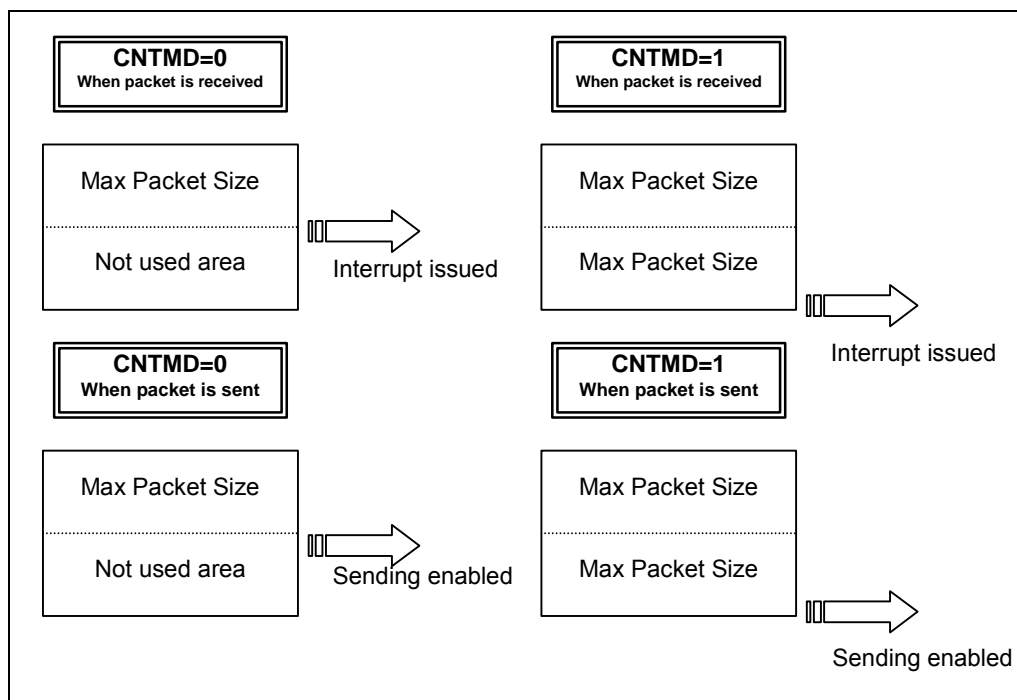 CNTMD=0
When packet is received
Max Packet Size
Not used area
Interrupt issued
CNTMD=1
When packet is received
Max Packet Size
Max Packet Size
Interrupt issued
CNTMD=0
When packet is sent
Max Packet Size
Not used area
Sending enabled
CNTMD=1
When packet is sent
Max Packet Size
Max Packet Size
Sending enabled